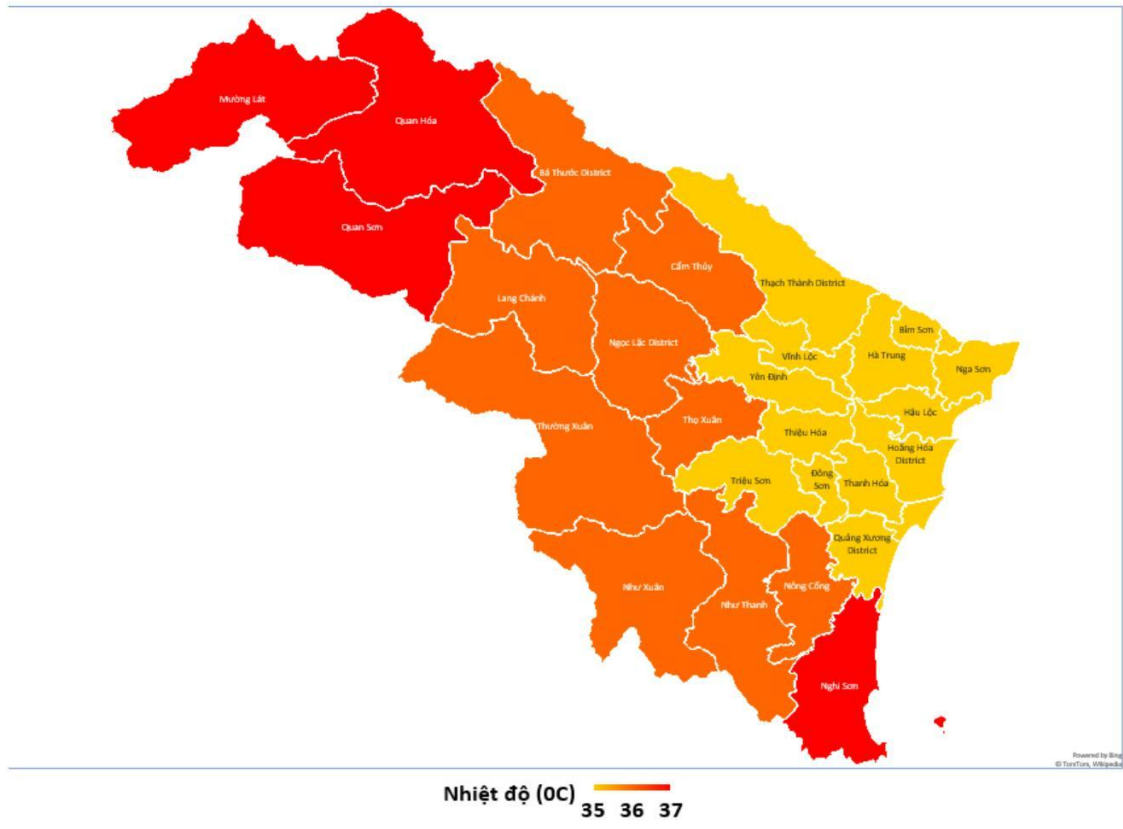 Mường Lát
Quan Hóa
Bá Thước District
Quan Sơn
Cẩm Thủy
Thạch Thành District
Lang Chánh
Bỉm Sơn
Ngọc Lặc District
Vĩnh Lộc
Hà Trung
Nga Sơn
Yên Định
Hậu Lộc
Thọ Xuân
Thường Xuân
Thiệu Hóa
Hoằng Hóa
District
Triệu Sơn
Đông
Sơn
Thanh Hóa
Quảng Xương
District
Như Xuân
Nông Cống
Như Thanh
Nghi Sơn
Powered by Bing
© TomTom, Wikipedia
Nhiệt độ (0C)
35 36 37